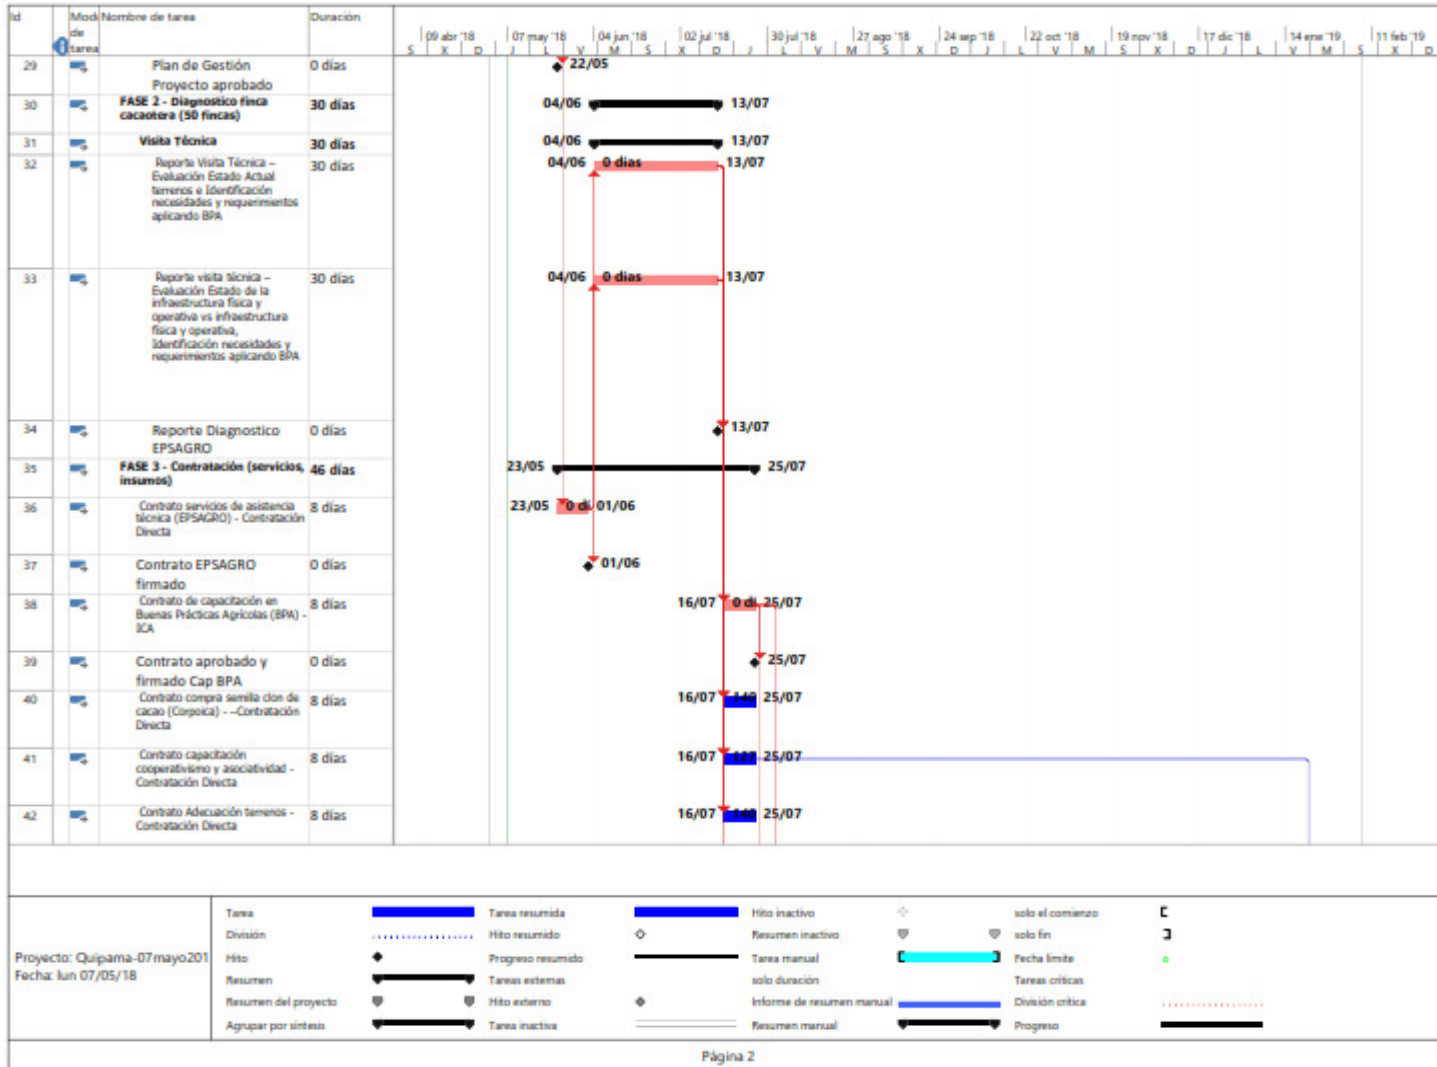 Id Modo de tarea Nombre de tarea Duración
09 abr '18 07 may '18 04 jun '18 02 jul '18 30 jul '18 27 ago '18 24 sep '18 22 oct '18 19 nov '18 17 dic '18 14 ene '19 11 feb '19
S X D J L V M S X D J L V M S X D J L V M S X D
29 Plan de Gestión 0 días 22/05
Proyecto aprobado
30 FASE 2 - Diagnostico finca 30 días 04/06 13/07
cacaotera (50 fincas)
31 Visita Técnica 30 días 04/06 13/07
32 Reporte Visita Técnica – 30 días 04/06 0 días 13/07
Evaluación Estado Actual
terrenos e Identificación
necesidades y requerimientos
aplicando BPA
33 Reporte visita técnica – 30 días 04/06 0 días 13/07
Evaluación Estado de la
infraestructura física y
operativa vs infraestructura
física y operativa,
Identificación necesidades y
requerimientos aplicando BPA
34 Reporte Diagnostico 0 días 13/07
EPSAGRO
35 FASE 3 - Contratación (servicios, 46 días 23/05 25/07
insumos)
36 Contrato servicios de asistencia 8 días 23/05 0 dí 01/06
técnica (EPSAGRO) - Contratación
Directa
37 Contrato EPSAGRO 0 días 01/06
firmado
38 Contrato de capacitación en 8 días 16/07 0 dí 25/07
Buenas Prácticas Agrícolas (BPA) -
ICA
39 Contrato aprobado y 0 días 25/07
firmado Cap BPA
40 Contrato compra semilla clon de 8 días 16/07 140 25/07
cacao (Corpoica) - –Contratación
Directa
41 Contrato capacitación 8 días 16/07 127 25/07
cooperativismo y asociatividad -
Contratación Directa
42 Contrato Adecuación terrenos - 8 días 16/07 140 25/07
Contratación Directa
Proyecto: Quipama-07mayo201
Fecha: lun 07/05/18
Tarea Tarea resumida Hito inactivo solo el comienzo
División Hito resumido Resumen inactivo solo fin
Hito Progreso resumido Tarea manual Fecha límite
Resumen Tareas externas solo duración Tareas críticas
Resumen del proyecto Hito externo Informe de resumen manual División crítica
Agrupar por síntesis Tarea inactiva Resumen manual Progreso
Página 2